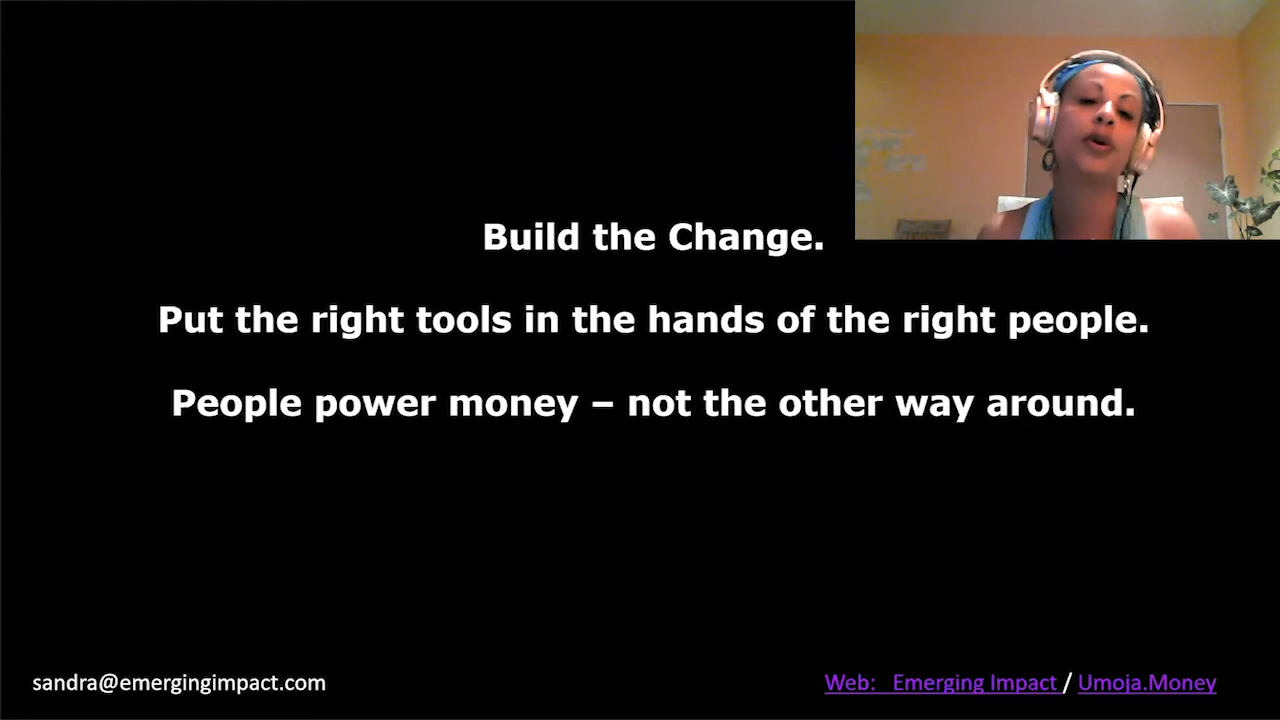 Build the Change.
Put the right tools in the hands of the right people.
People power money – not the other way around.
sandra@emergingimpact.com
Web:   Emerging Impact / Umoja.Money